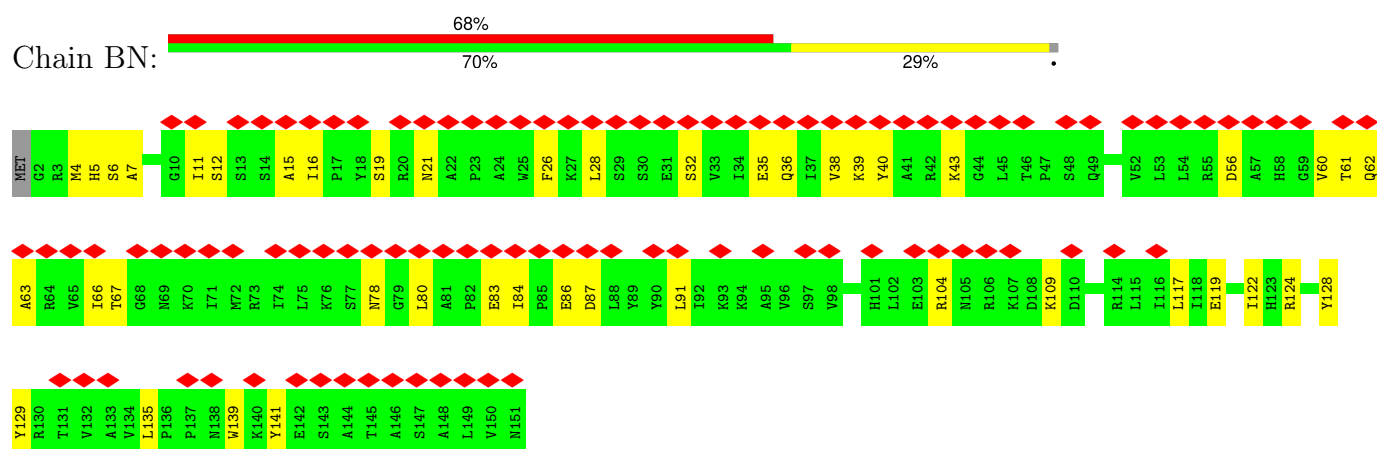 68%
Chain BN:
70% 29% •
MET G2 R3 M4 H5 S6 A7 G10 I11 S12 S13 S14 A15 I16 P17 Y18 S19 R20 N21 A22 P23 A24 W25 F26 K27 L28 S29 S30 E31 S32 V33 I34 E35 Q36 I37 V38 K39 Y40 A41 R42 K43 G44 L45 T46 P47 S48 Q49 V52 L53 L54 R55 D56 A57 H58 G59 V60 T61 Q62
A63 R64 V65 I66 T67 G68 N69 K70 I71 M72 R73 I74 L75 K76 S77 N78 G79 L80 A81 P82 E83 I84 P85 E86 D87 L88 Y89 Y90 L91 I92 K93 K94 A95 V96 S97 V98 H101 L102 E103 R104 N105 R106 K107 D108 K109 D110 R114 L115 I116 L117 I118 E119 I122 H123 R124 Y128
Y129 R130 T131 V132 A133 V134 L135 P136 P137 N138 W139 K140 Y141 E142 S143 A144 T145 A146 S147 A148 L149 V150 N151